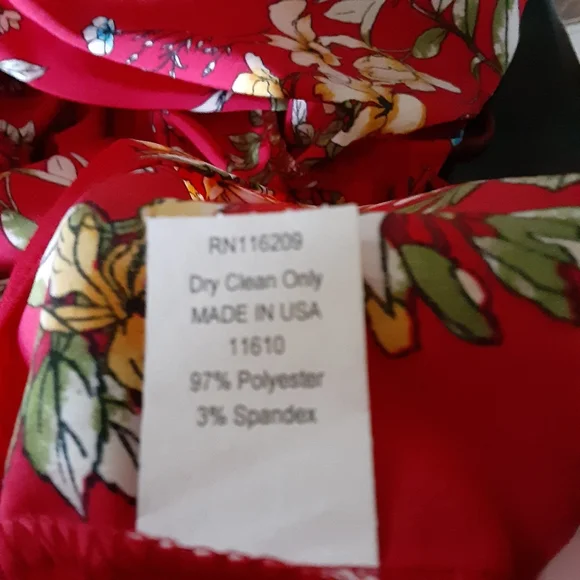 RN116209
Dry Clean Only
MADE IN USA
11610
97% Polyester
3% Spandex